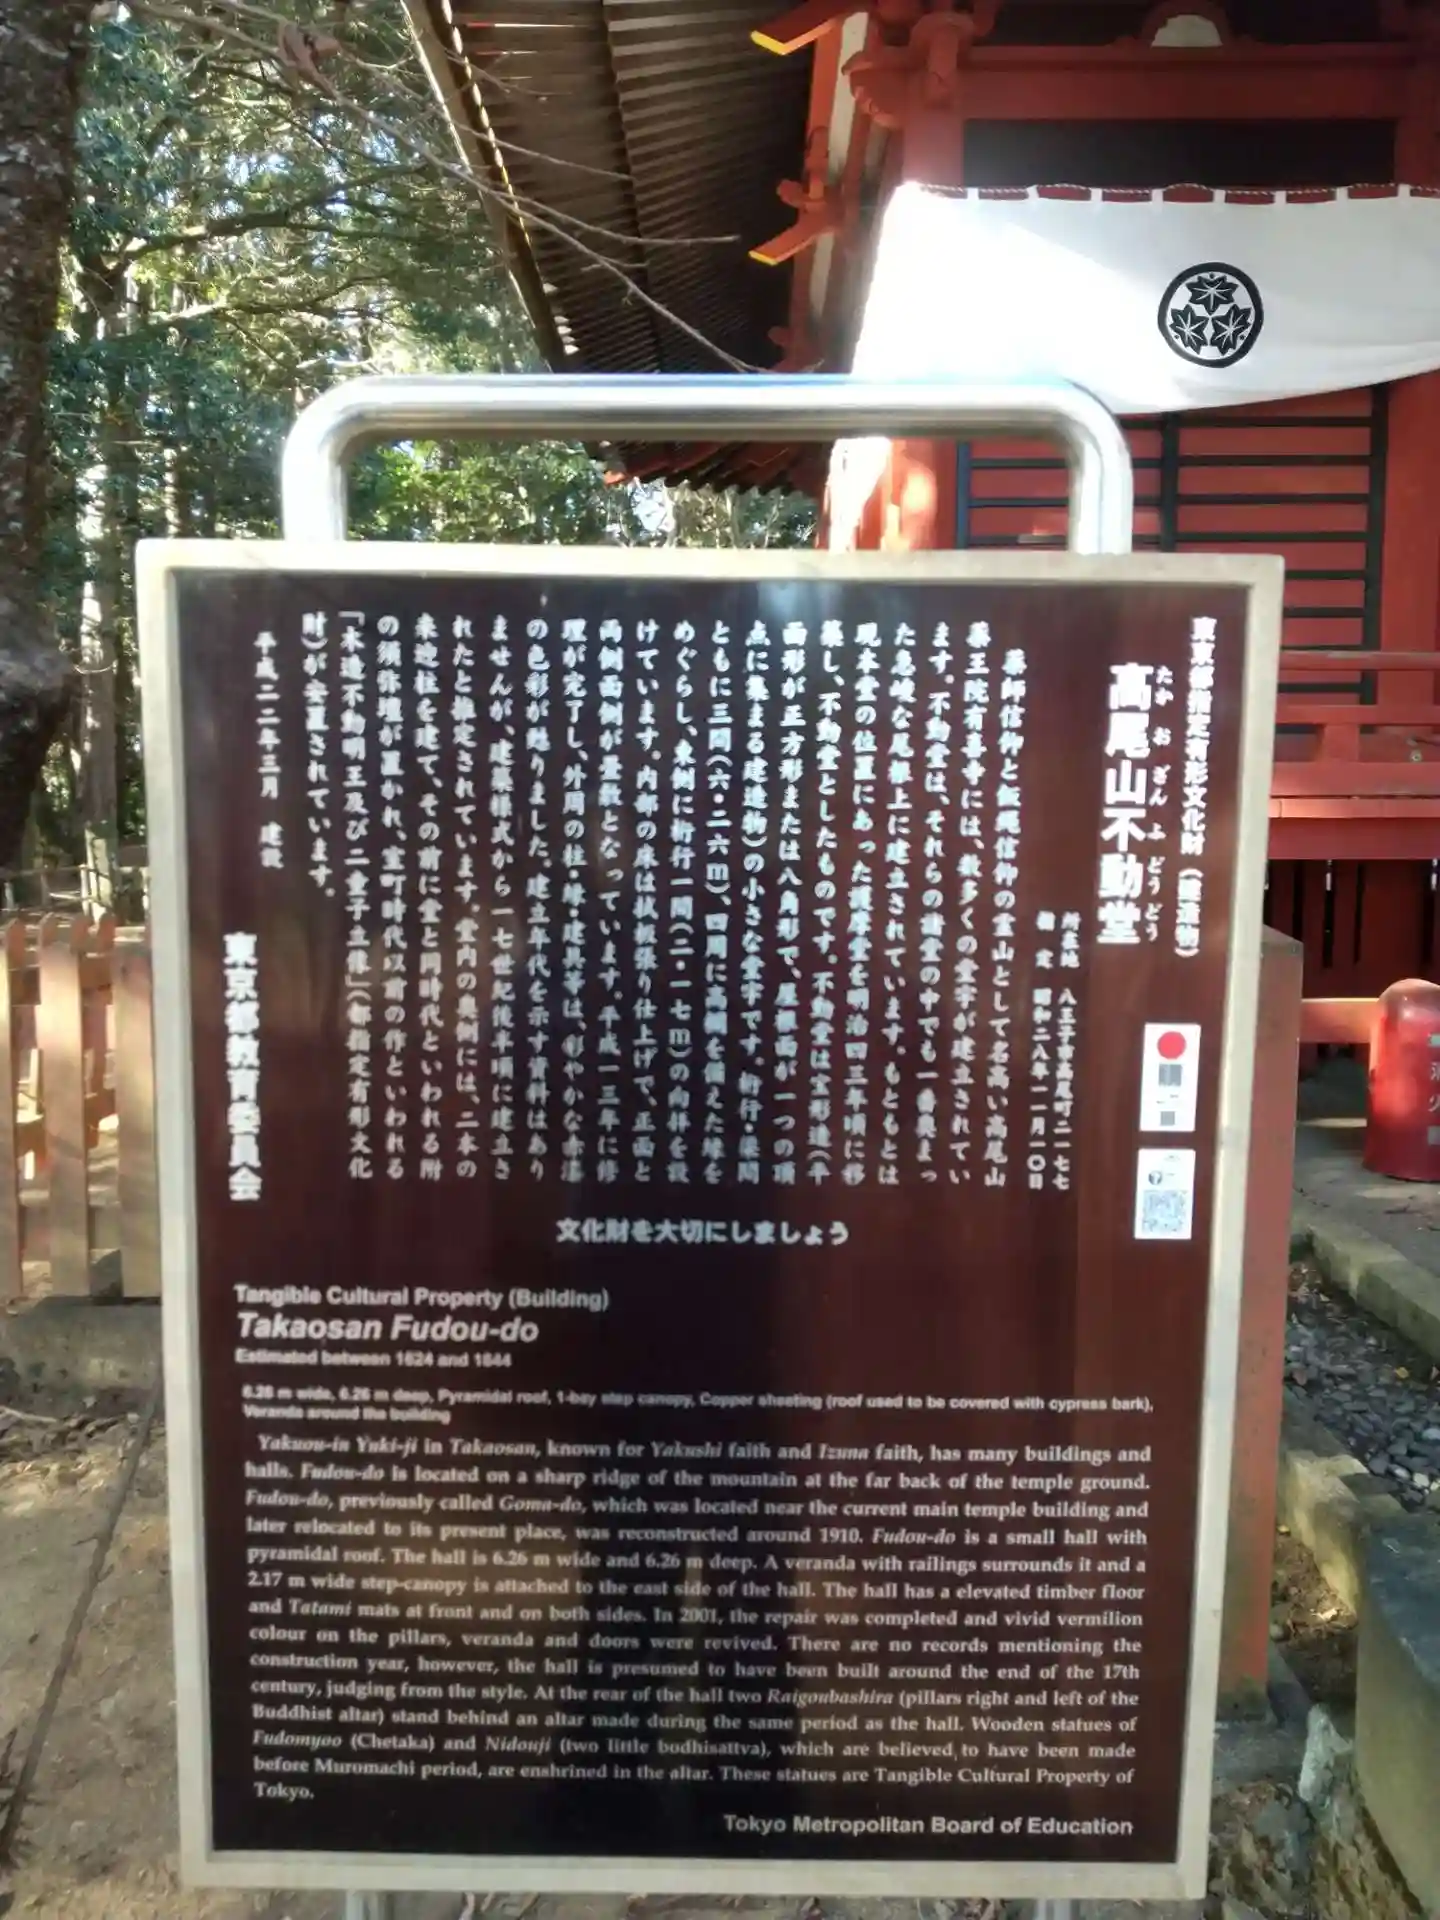 東京都指定有形文化財（建造物）
たかおざんふどうどう
高尾山不動堂
所在地　八王子市高尾町二一七七
指　定　昭和二八年一一月一〇日
薬師信仰と飯縄信仰の霊山として名高い高尾山
薬王院有喜寺には、数多くの堂宇が建立されてい
ます。不動堂は、それらの諸堂の中でも一番奥まっ
た急峻な尾根上に建立されています。もともとは
現本堂の位置にあった護摩堂を明治四三年頃に移
築し、不動堂としたものです。不動堂は宝形造（平
面形が正方形または八角形で、屋根面が一つの頂
点に集まる建造物）の小さな堂宇です。桁行・梁間
ともに三間（六・二六ｍ）、四周に高欄を備えた縁を
めぐらし、東側に桁行一間（二・一七ｍ）の向拝を設
けています。内部の床は拭板張り仕上げで、正面と
両側面側が畳敷となっています。平成一三年に修
理が完了し、外周の柱・縁・建具等は、彩やかな赤漆
の色彩が甦りました。建立年代を示す資料はあり
ませんが、建築様式から一七世紀後半頃に建立さ
れたと推定されています。堂内の奥側には、二本の
来迎柱を建て、その前に堂と同時代といわれる附
の須弥壇が置かれ、室町時代以前の作といわれる
「木造不動明王及び二童子立像」（都指定有形文化
財）が安置されています。
平成二二年三月　建設
東京都教育委員会
文化財を大切にしましょう
Tangible Cultural Property (Building)
Takaosan Fudou-do
Estimated between 1624 and 1644
6.26 m wide, 6.26 m deep, Pyramidal roof, 1-bay step canopy, Copper sheeting (roof used to be covered with cypress bark),
Veranda around the building
Yakuou-in Yuki-ji in Takaosan, known for Yakushi faith and Izuna faith, has many buildings and
halls. Fudou-do is located on a sharp ridge of the mountain at the far back of the temple ground.
Fudou-do, previously called Goma-do, which was located near the current main temple building and
later relocated to its present place, was reconstructed around 1910. Fudou-do is a small hall with
pyramidal roof. The hall is 6.26 m wide and 6.26 m deep. A veranda with railings surrounds it and a
2.17 m wide step-canopy is attached to the east side of the hall. The hall has a elevated timber floor
and Tatami mats at front and on both sides. In 2001, the repair was completed and vivid vermilion
colour on the pillars, veranda and doors were revived. There are no records mentioning the
construction year, however, the hall is presumed to have been built around the end of the 17th
century, judging from the style. At the rear of the hall two Raigoubashira (pillars right and left of the
Buddhist altar) stand behind an altar made during the same period as the hall. Wooden statues of
Fudomyoo (Chetaka) and Nidouji (two little bodhisattva), which are believed to have been made
before Muromachi period, are enshrined in the altar. These statues are Tangible Cultural Property of
Tokyo.
Tokyo Metropolitan Board of Education